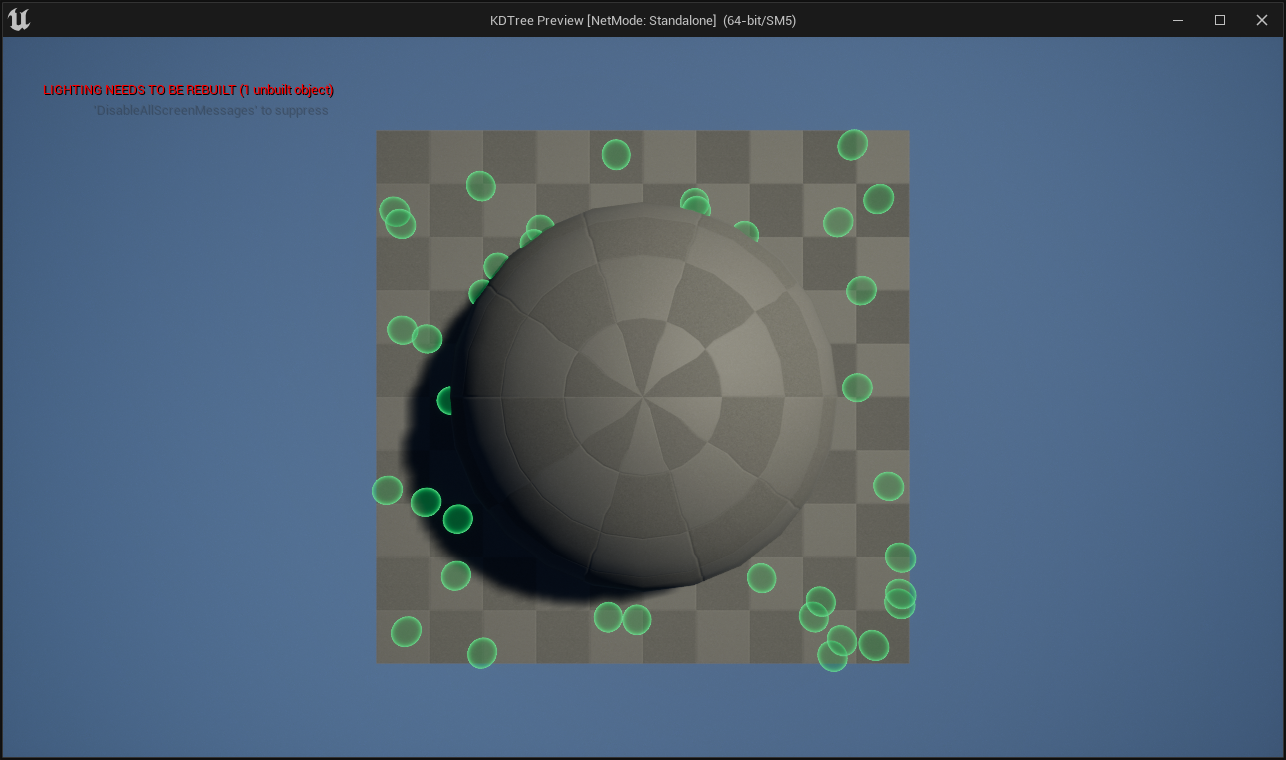 KDTree Preview [NetMode: Standalone] (64-bit/SM5)
LIGHTING NEEDS TO BE REBUILT (1 unbuilt object)
'DisableAllScreenMessages' to suppress